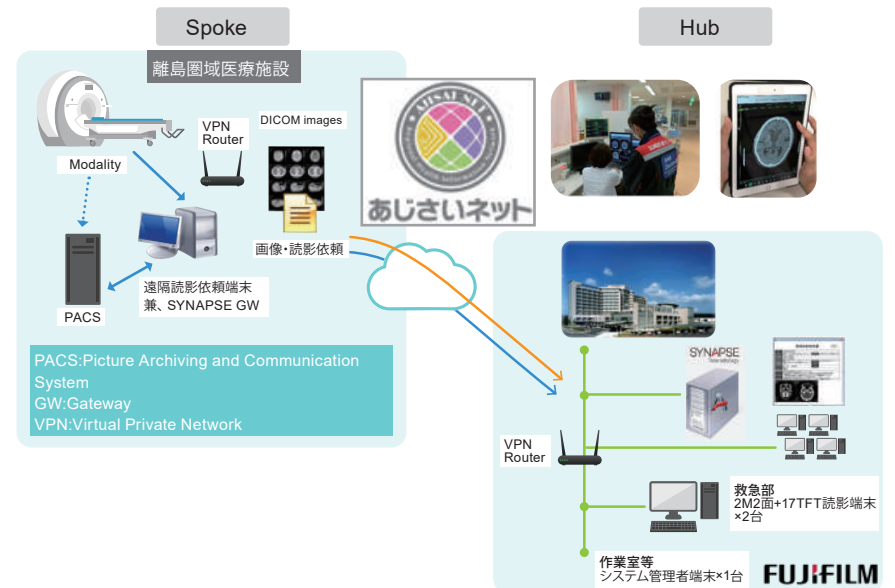 Spoke
Hub
離島圏域医療施設
VPN
Router
DICOM images
Modality
画像・読影依頼
遠隔読影依頼端末
兼、SYNAPSE GW
PACS
PACS:Picture Archiving and Communication
System
GW:Gateway
VPN:Virtual Private Network
AJISAI NET
あじさいネット
SYNAPSE
VPN
Router
救急部
2M2面+17TFT読影端末
×2台
作業室等
システム管理者端末×1台
FUJIFILM